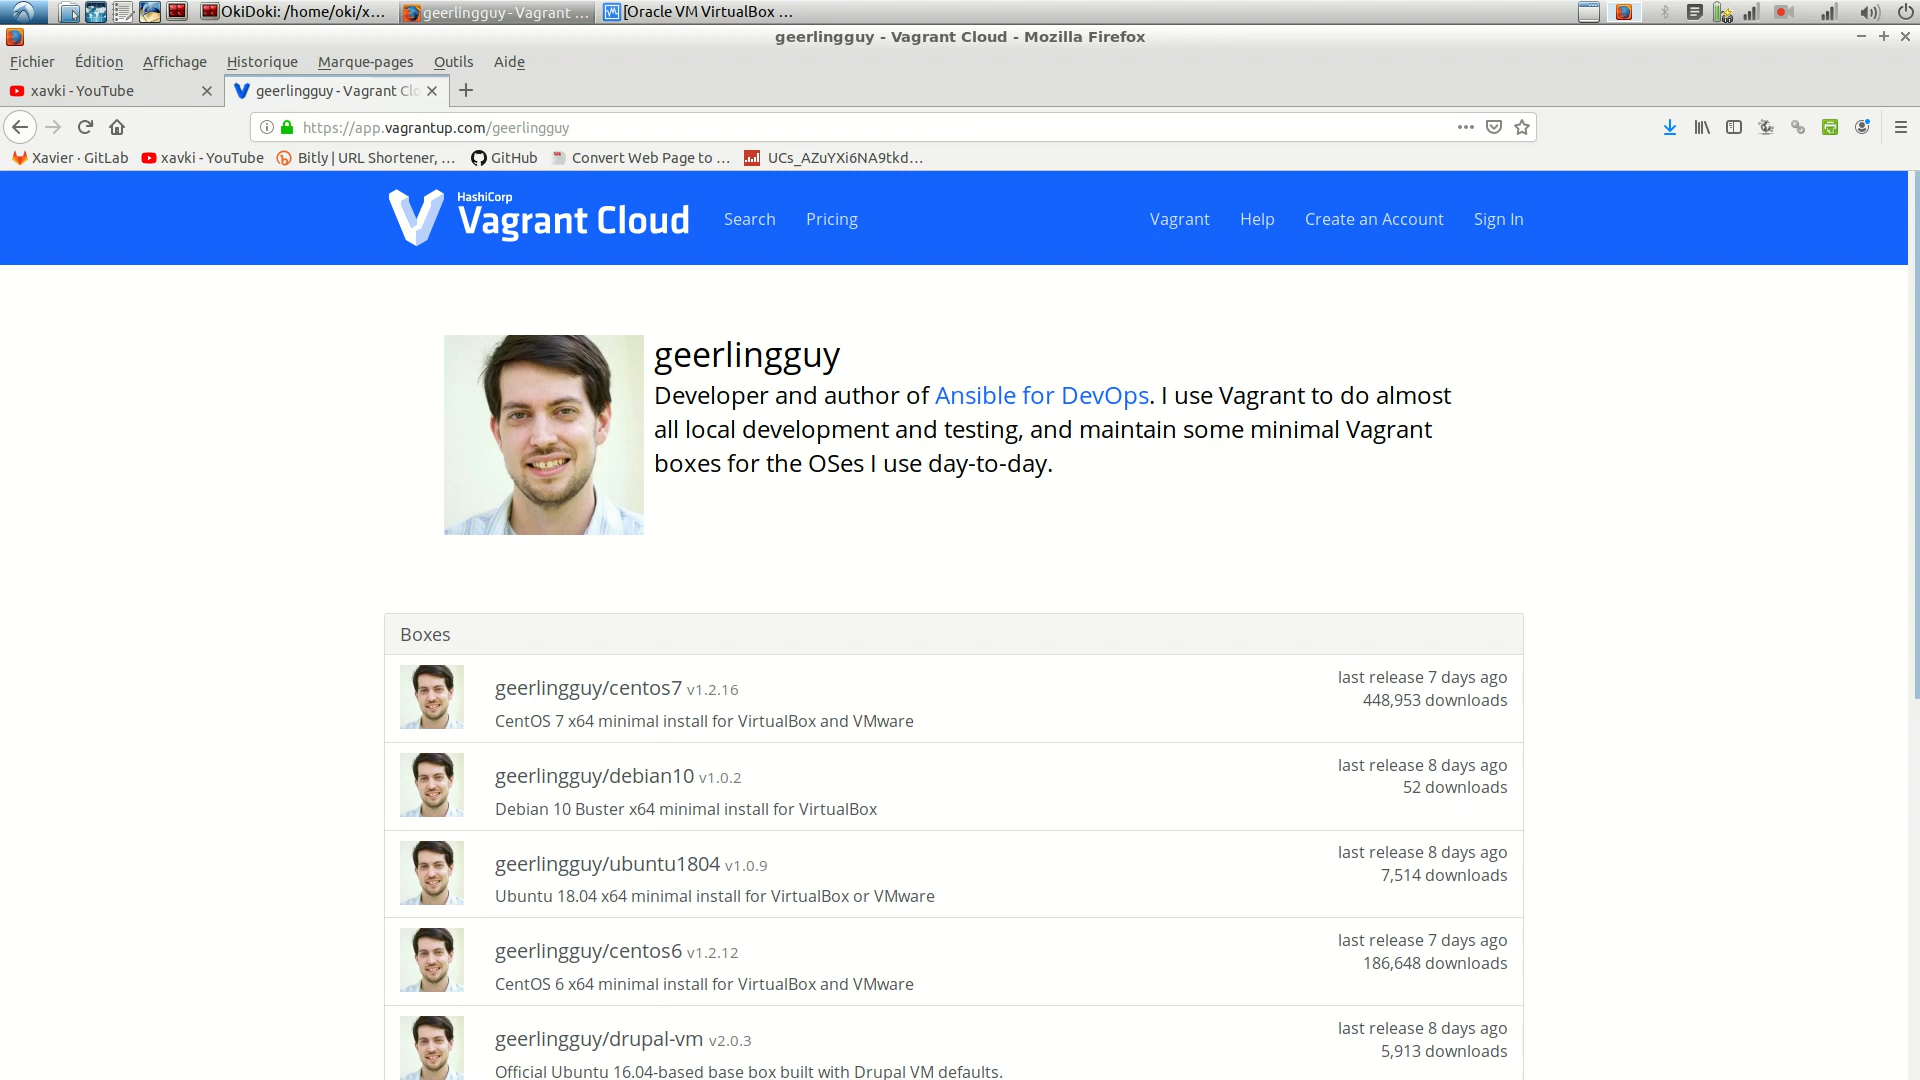 OkiDoki: /home/oki/x...
geerlingguy - Vagrant ...
[Oracle VM VirtualBox ...
geerlingguy - Vagrant Cloud - Mozilla Firefox
Fichier Édition Affichage Historique Marque-pages Outils Aide
xavki - YouTube
geerlingguy - Vagrant Clo
https://app.vagrantup.com/geerlingguy
Xavier · GitLab
xavki - YouTube
Bitly | URL Shortener, ...
GitHub
Convert Web Page to ...
UCs_AZuYXi6NA9tkd...
HashiCorp
Vagrant Cloud
Search Pricing Vagrant Help Create an Account Sign In
geerlingguy
Developer and author of Ansible for DevOps. I use Vagrant to do almost
all local development and testing, and maintain some minimal Vagrant
boxes for the OSes I use day-to-day.
Boxes
geerlingguy/centos7 v1.2.16
CentOS 7 x64 minimal install for VirtualBox and VMware
last release 7 days ago
448,953 downloads
geerlingguy/debian10 v1.0.2
Debian 10 Buster x64 minimal install for VirtualBox
last release 8 days ago
52 downloads
geerlingguy/ubuntu1804 v1.0.9
Ubuntu 18.04 x64 minimal install for VirtualBox or VMware
last release 8 days ago
7,514 downloads
geerlingguy/centos6 v1.2.12
CentOS 6 x64 minimal install for VirtualBox and VMware
last release 7 days ago
186,648 downloads
geerlingguy/drupal-vm v2.0.3
Official Ubuntu 16.04-based base box built with Drupal VM defaults.
last release 8 days ago
5,913 downloads